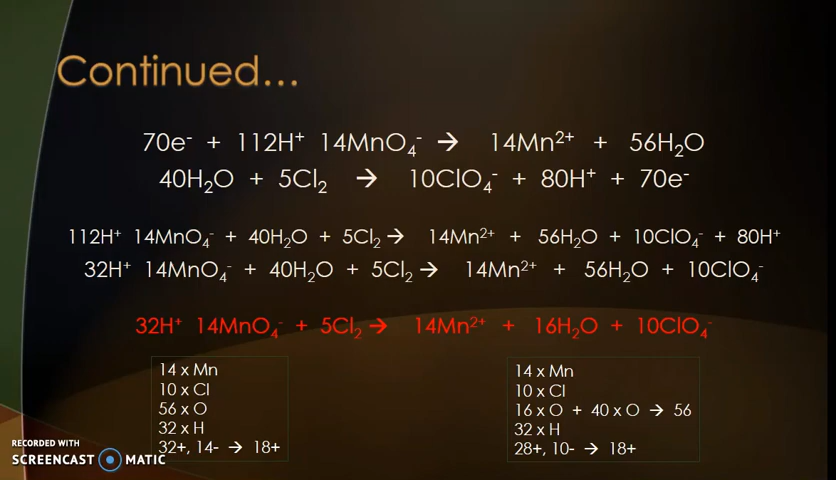 Continued...
70e⁻ + 112H⁺ 14MnO₄⁻ → 14Mn²⁺ + 56H₂O
40H₂O + 5Cl₂ → 10ClO₄⁻ + 80H⁺ + 70e⁻
112H⁺ 14MnO₄⁻ + 40H₂O + 5Cl₂ → 14Mn²⁺ + 56H₂O + 10ClO₄⁻ + 80H⁺
32H⁺ 14MnO₄⁻ + 40H₂O + 5Cl₂ → 14Mn²⁺ + 56H₂O + 10ClO₄⁻
32H⁺ 14MnO₄⁻ + 5Cl₂ → 14Mn²⁺ + 16H₂O + 10ClO₄⁻
14 x Mn
10 x Cl
56 x O
32 x H
32+, 14- → 18+
14 x Mn
10 x Cl
16 x O + 40 x O → 56
32 x H
28+, 10- → 18+
RECORDED WITH
SCREENCAST MATIC